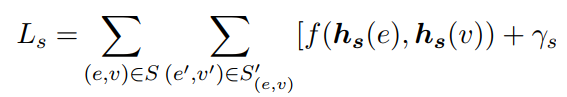 L_s = \sum_{(e,v) \in S} \sum_{(e',v') \in S'_{(e,v)}} [f(\boldsymbol{h_s}(e), \boldsymbol{h_s}(v)) + \gamma_s